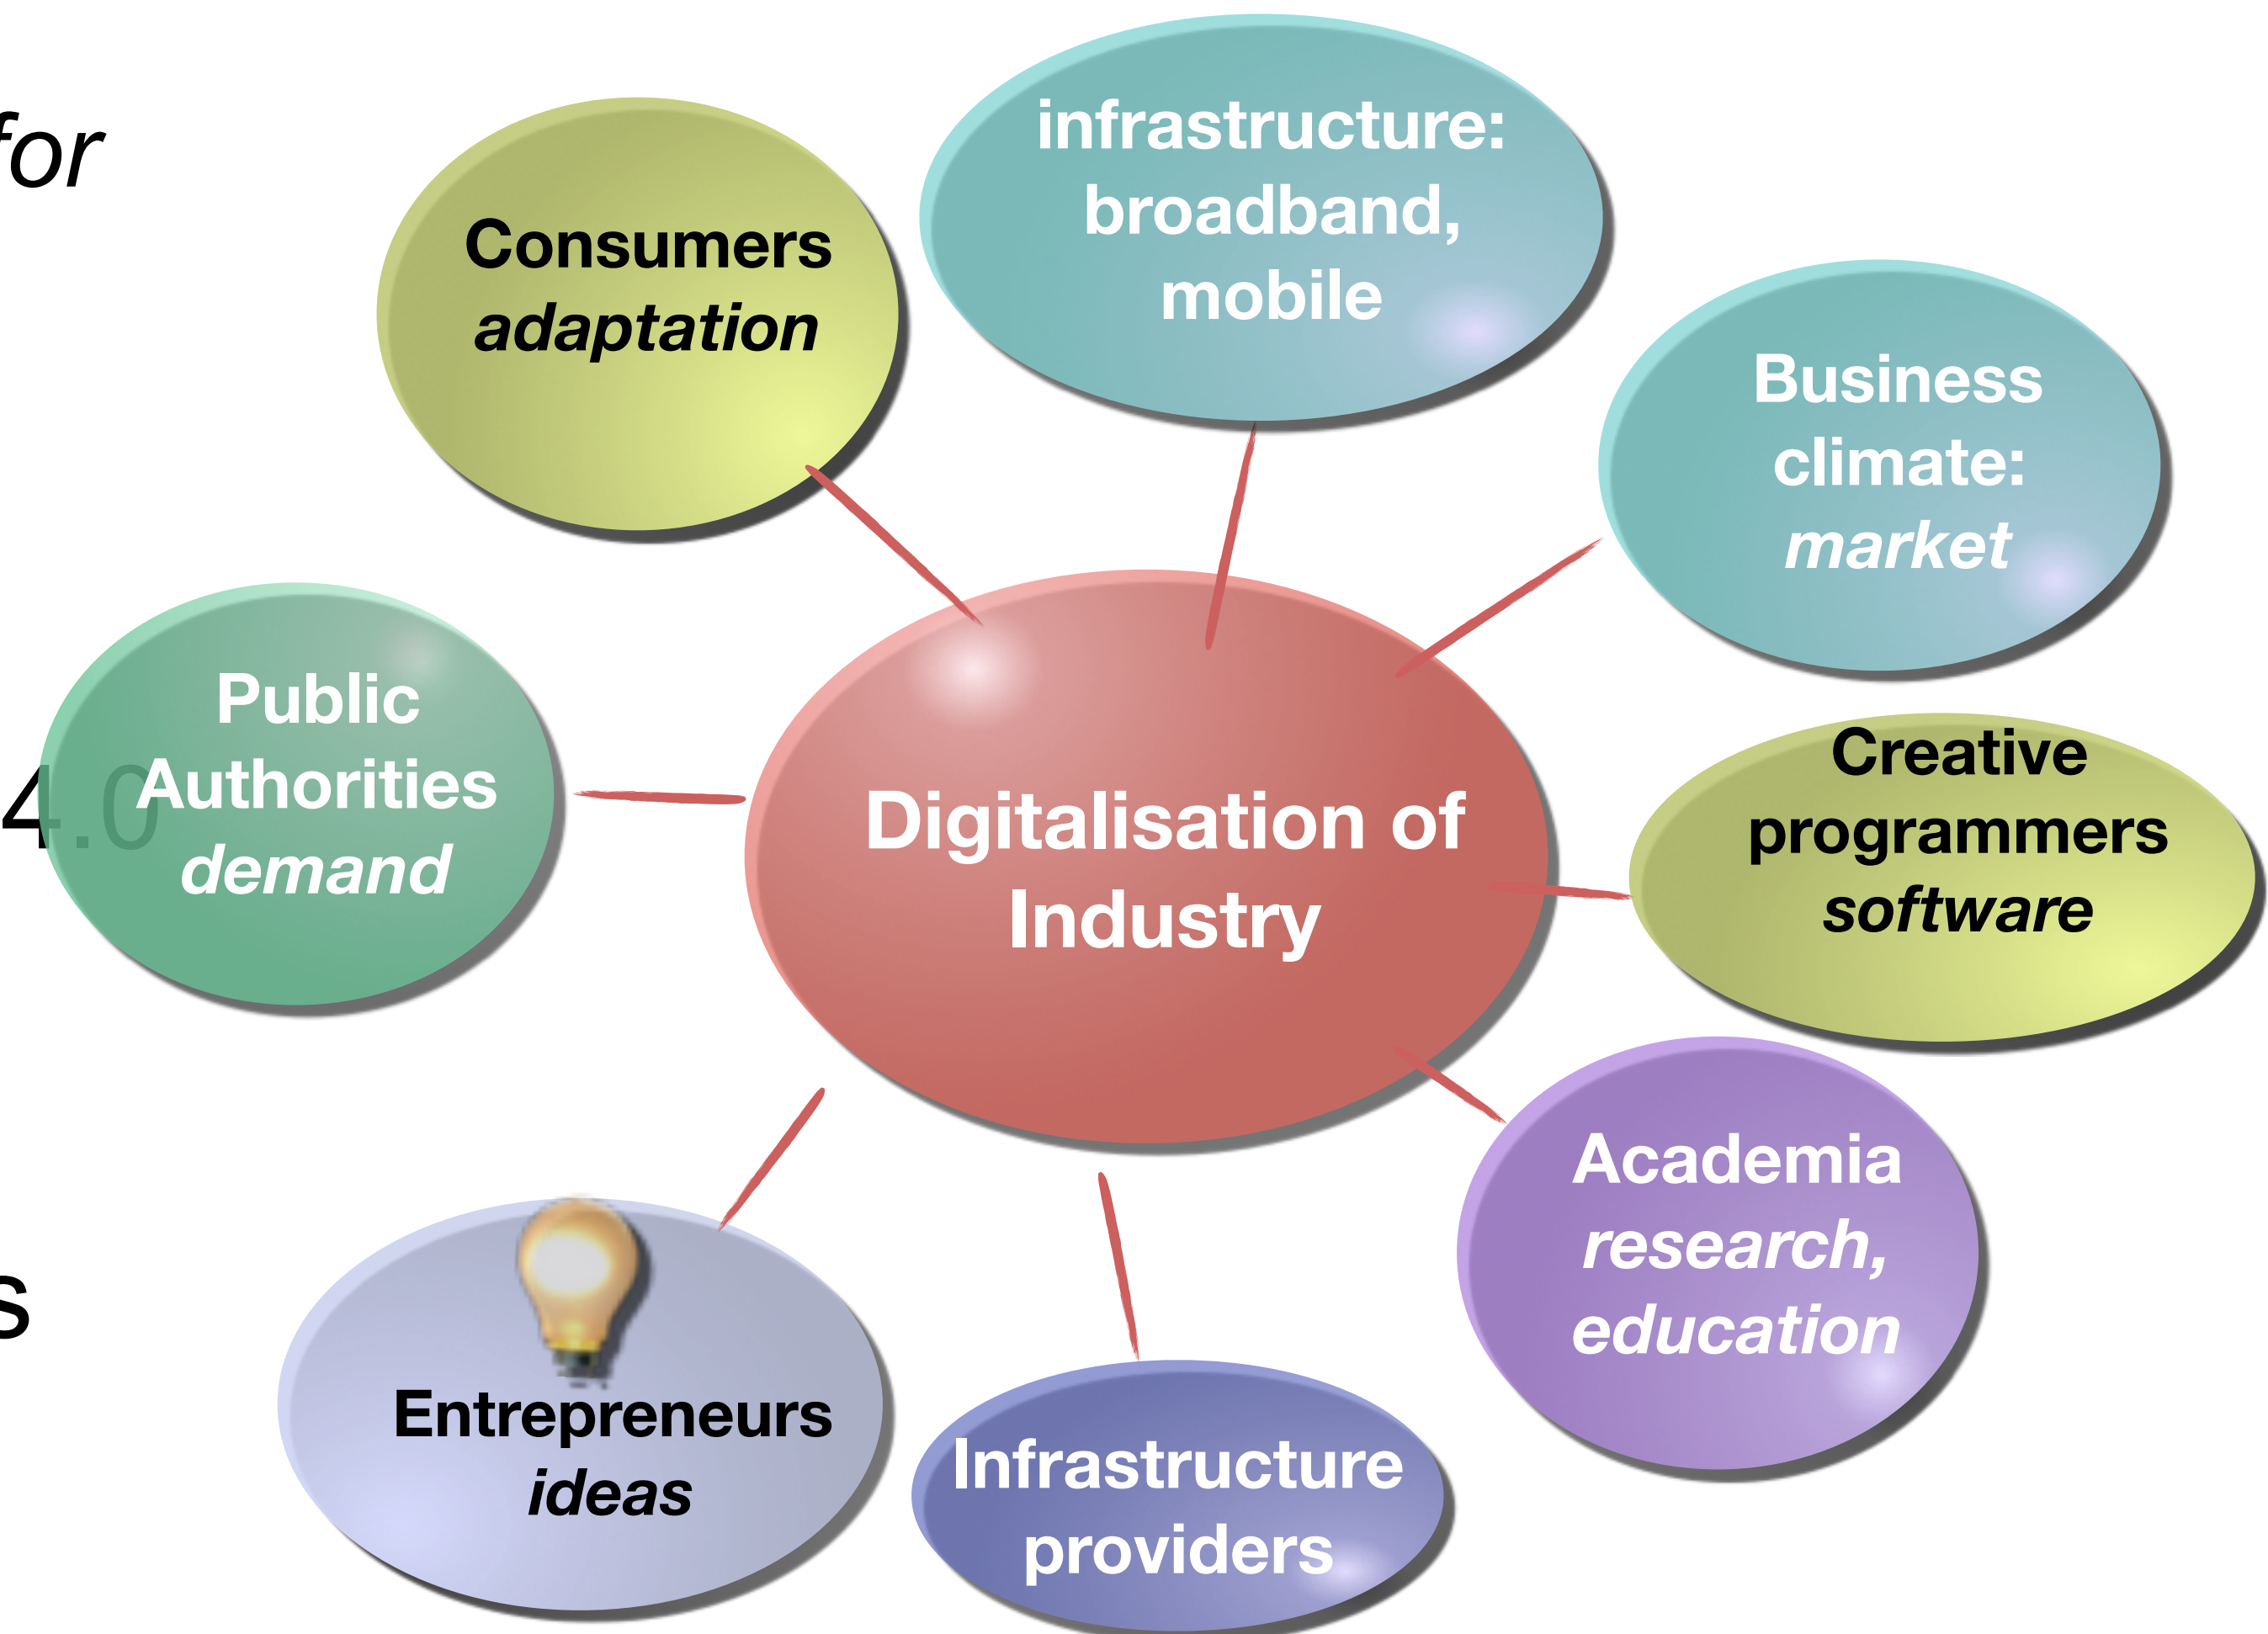 for
Consumers
adaptation
infrastructure:
broadband,
mobile
Business
climate:
market
Public
Authorities
demand
4.0
Digitalisation of
Industry
Creative
programmers
software
Academia
research,
education
s
Entrepreneurs
ideas
Infrastructure
providers